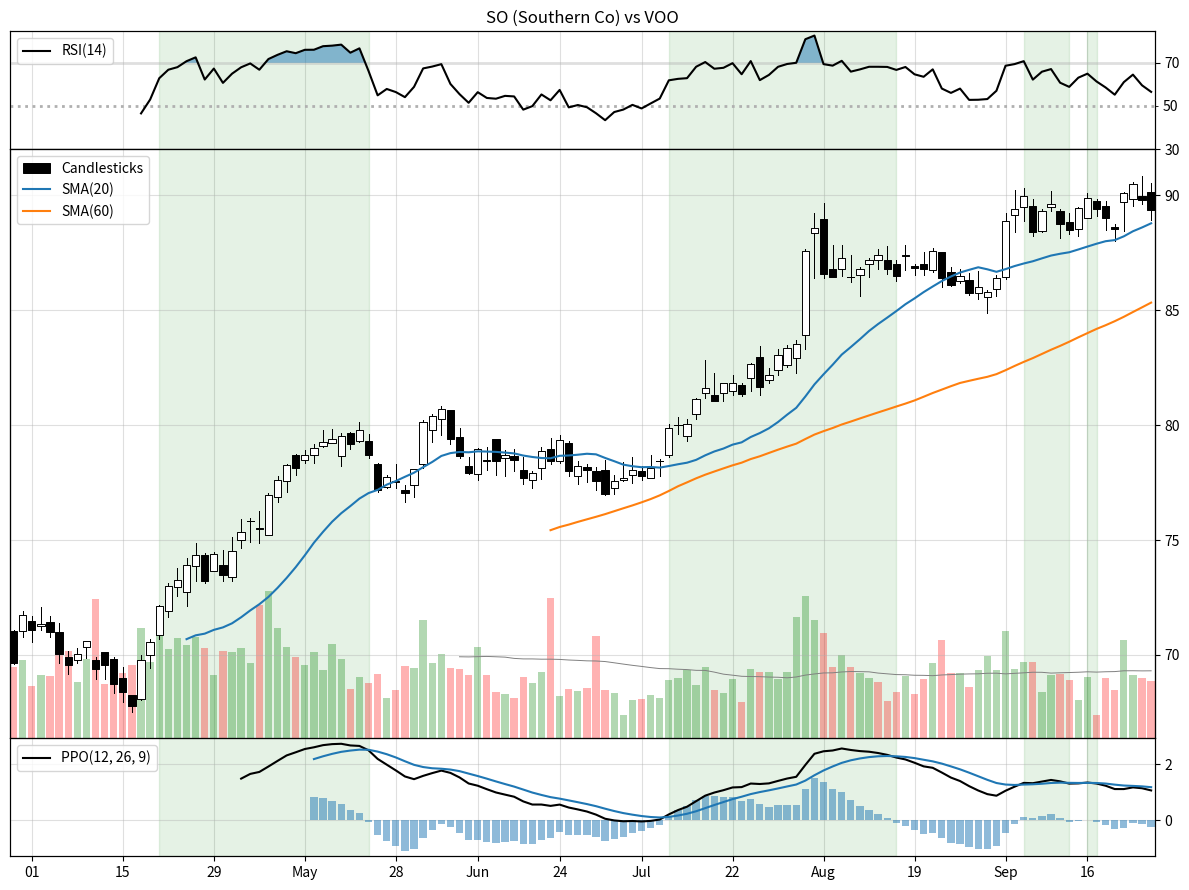 SO (Southern Co) vs VOO
RSI(14)
70
50
30
Candlesticks
SMA(20)
SMA(60)
90
85
80
75
70
PPO(12, 26, 9)
2
0
01 15 29 May 28 Jun 24 Jul 22 Aug 19 Sep 16